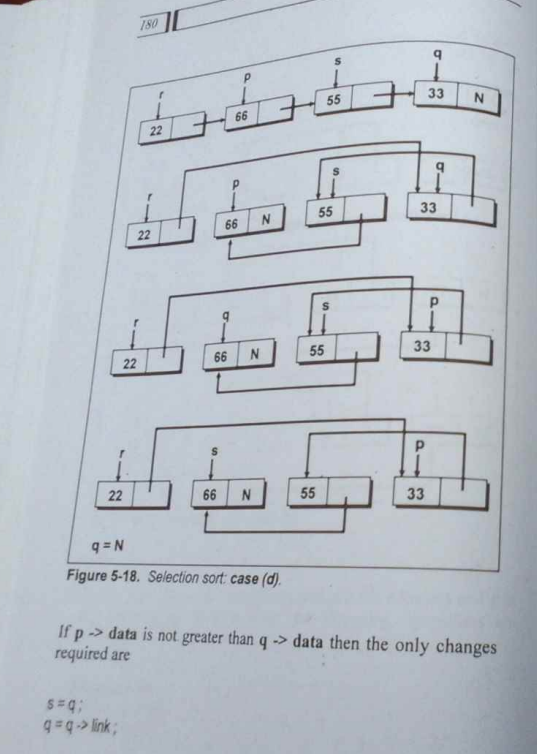 180
r p s q
22 66 55 33 N
r p s q
22 66 N 55 33
r q s p
22 66 N 55 33
r s p
22 66 N 55 33
q = N
Figure 5-18. Selection sort: case (d).
If p -> data is not greater than q -> data then the only changes
required are
s = q ;
q = q -> link ;